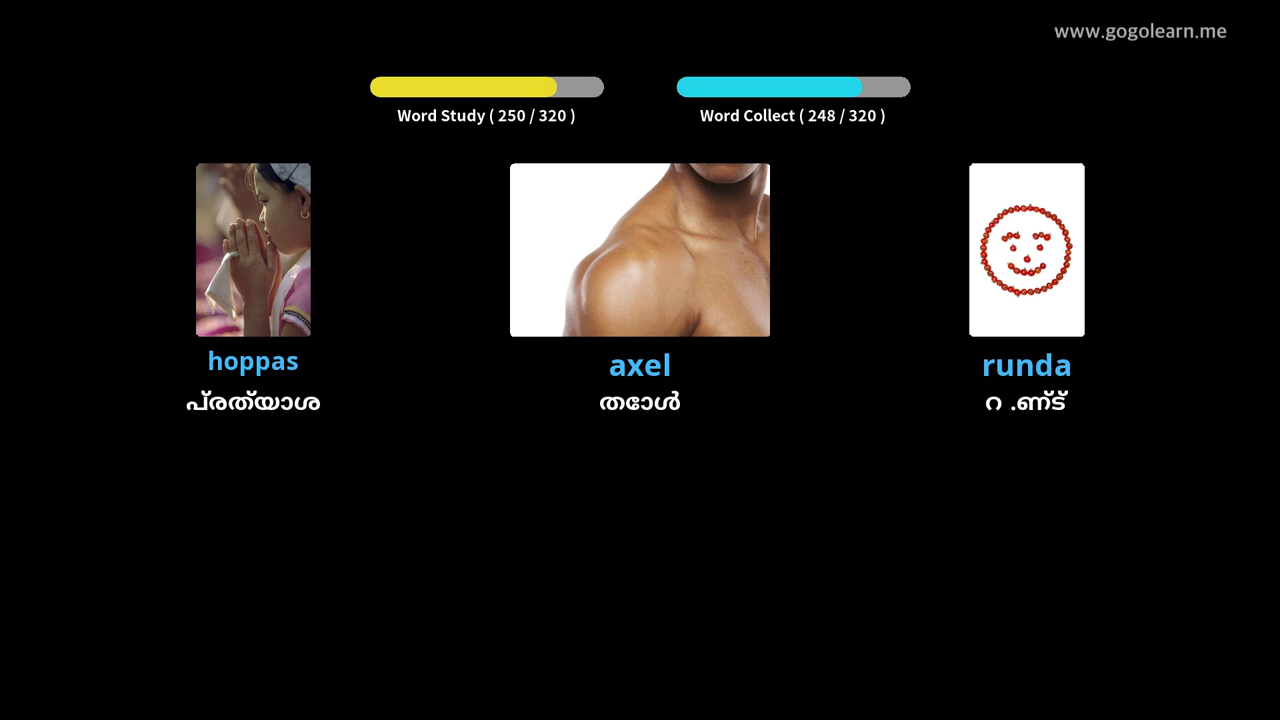 www.gogolearn.me
Word Study ( 250 / 320 )
Word Collect ( 248 / 320 )
hoppas
axel
runda
പ്രത്യാശ
തോൾ
റ .ണ്ട്